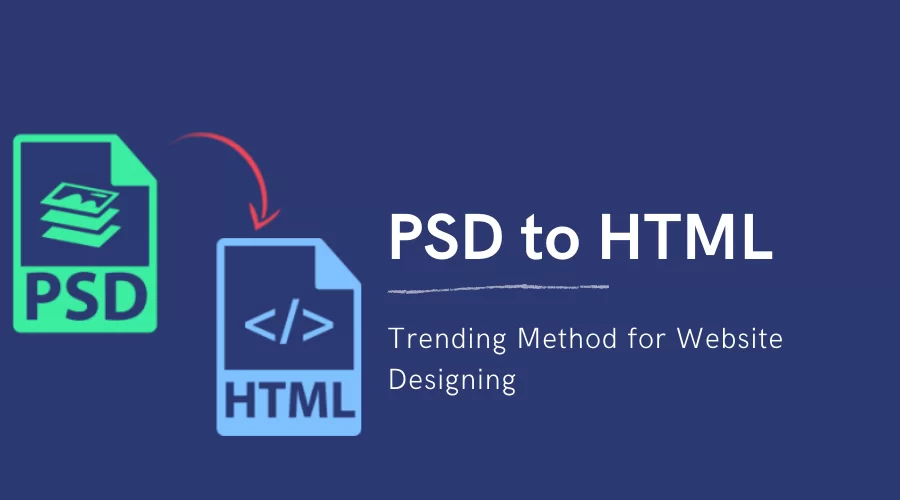 PSD
</>
HTML
PSD to HTML
Trending Method for Website
Designing